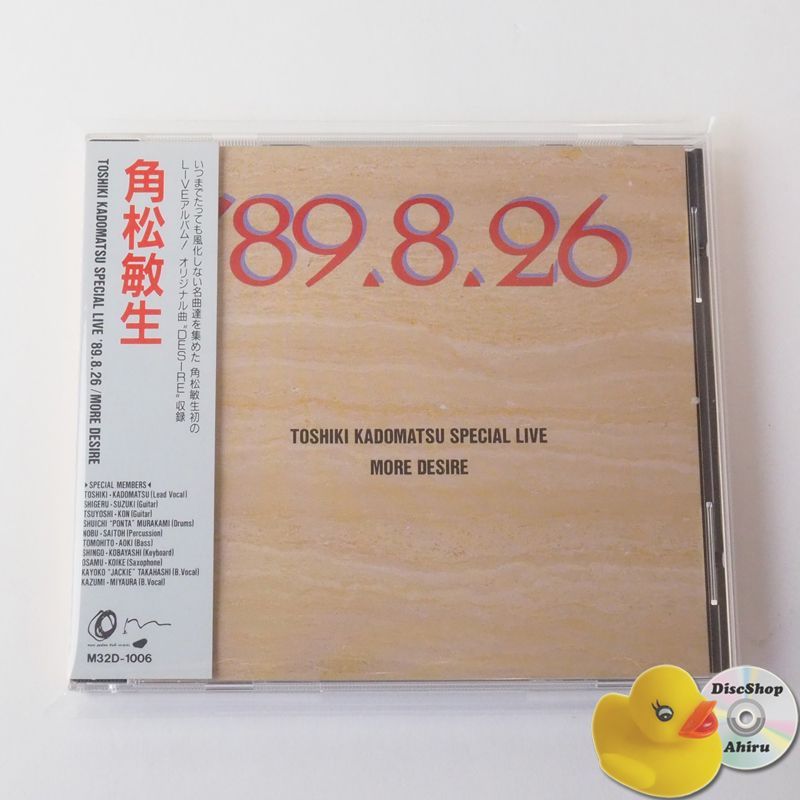 角松敏生
TOSHIKI KADOMATSU SPECIAL LIVE '89.8.26 / MORE DESIRE
いつまでたっても風化しない名曲達を集めた 角松敏生初の
LIVEアルバム! オリジナル曲“DESIRE”収録
SPECIAL MEMBERS
TOSHIKI・KADOMATSU (Lead Vocal)
SHIGERU・SUZUKI (Guitar)
TSUYOSHI・KON (Guitar)
SHUICHI "PONTA" MURAKAMI (Drums)
NOBU・SAITOH (Percussion)
TOMOHITO・AOKI (Bass)
SHINGO・KOBAYASHI (Keyboard)
OSAMU・KOIKE (Saxophone)
KAYOKO "JACKIE" TAKAHASHI (B.Vocal)
KAZUMI・MIYAURA (B.Vocal)
M32D-1006
'89.8.26
TOSHIKI KADOMATSU SPECIAL LIVE
MORE DESIRE
DiscShop
Ahiru